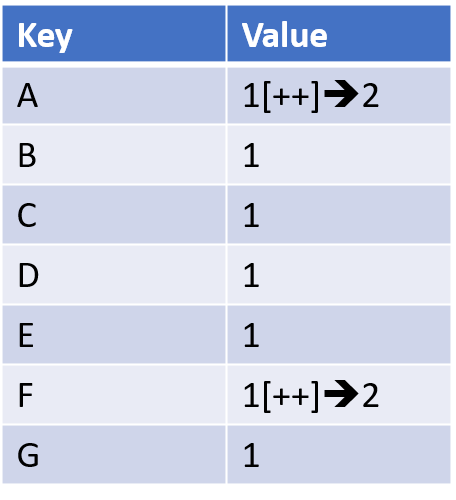 Key Value
A 1[++]➔2
B 1
C 1
D 1
E 1
F 1[++]➔2
G 1